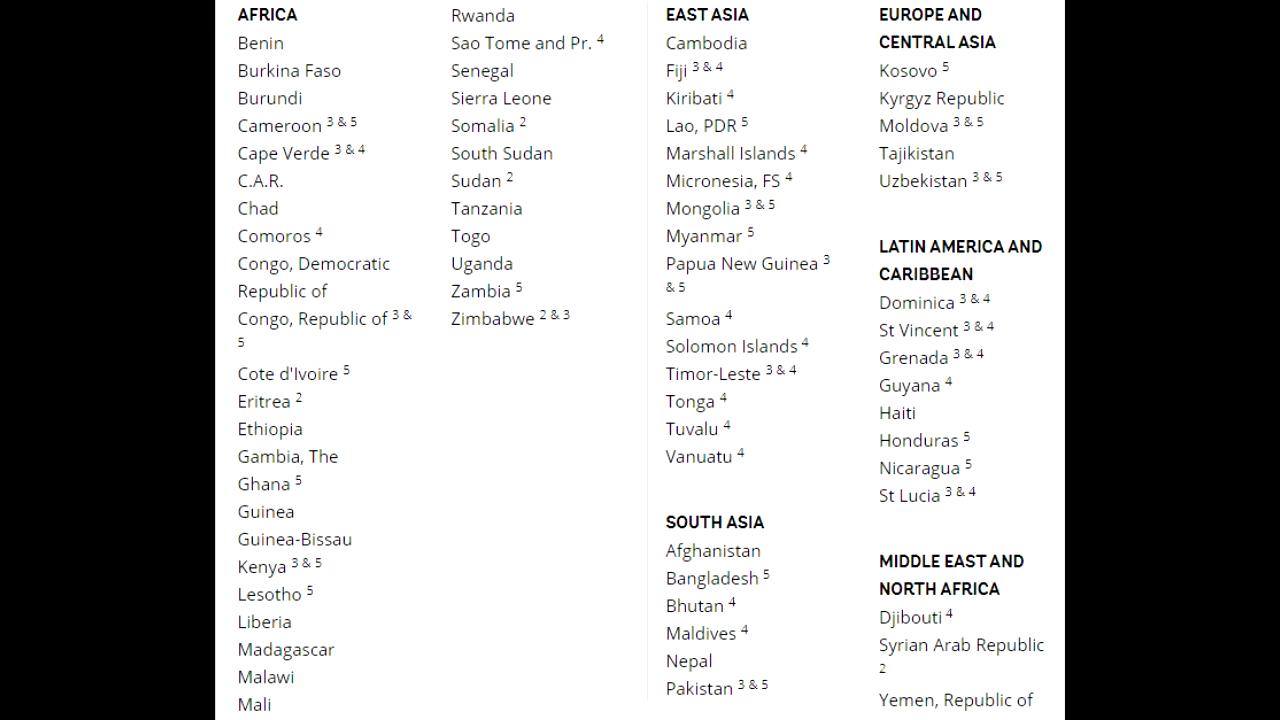 AFRICA
Benin
Burkina Faso
Burundi
Cameroon 3 & 5
Cape Verde 3 & 4
C.A.R.
Chad
Comoros 4
Congo, Democratic
Republic of
Congo, Republic of 3 &
5
Cote d'Ivoire 5
Eritrea 2
Ethiopia
Gambia, The
Ghana 5
Guinea
Guinea-Bissau
Kenya 3 & 5
Lesotho 5
Liberia
Madagascar
Malawi
Mali
Rwanda
Sao Tome and Pr. 4
Senegal
Sierra Leone
Somalia 2
South Sudan
Sudan 2
Tanzania
Togo
Uganda
Zambia 5
Zimbabwe 2 & 3
EAST ASIA
Cambodia
Fiji 3 & 4
Kiribati 4
Lao, PDR 5
Marshall Islands 4
Micronesia, FS 4
Mongolia 3 & 5
Myanmar 5
Papua New Guinea 3
& 5
Samoa 4
Solomon Islands 4
Timor-Leste 3 & 4
Tonga 4
Tuvalu 4
Vanuatu 4
SOUTH ASIA
Afghanistan
Bangladesh 5
Bhutan 4
Maldives 4
Nepal
Pakistan 3 & 5
EUROPE AND
CENTRAL ASIA
Kosovo 5
Kyrgyz Republic
Moldova 3 & 5
Tajikistan
Uzbekistan 3 & 5
LATIN AMERICA AND
CARIBBEAN
Dominica 3 & 4
St Vincent 3 & 4
Grenada 3 & 4
Guyana 4
Haiti
Honduras 5
Nicaragua 5
St Lucia 3 & 4
MIDDLE EAST AND
NORTH AFRICA
Djibouti 4
Syrian Arab Republic
2
Yemen, Republic of